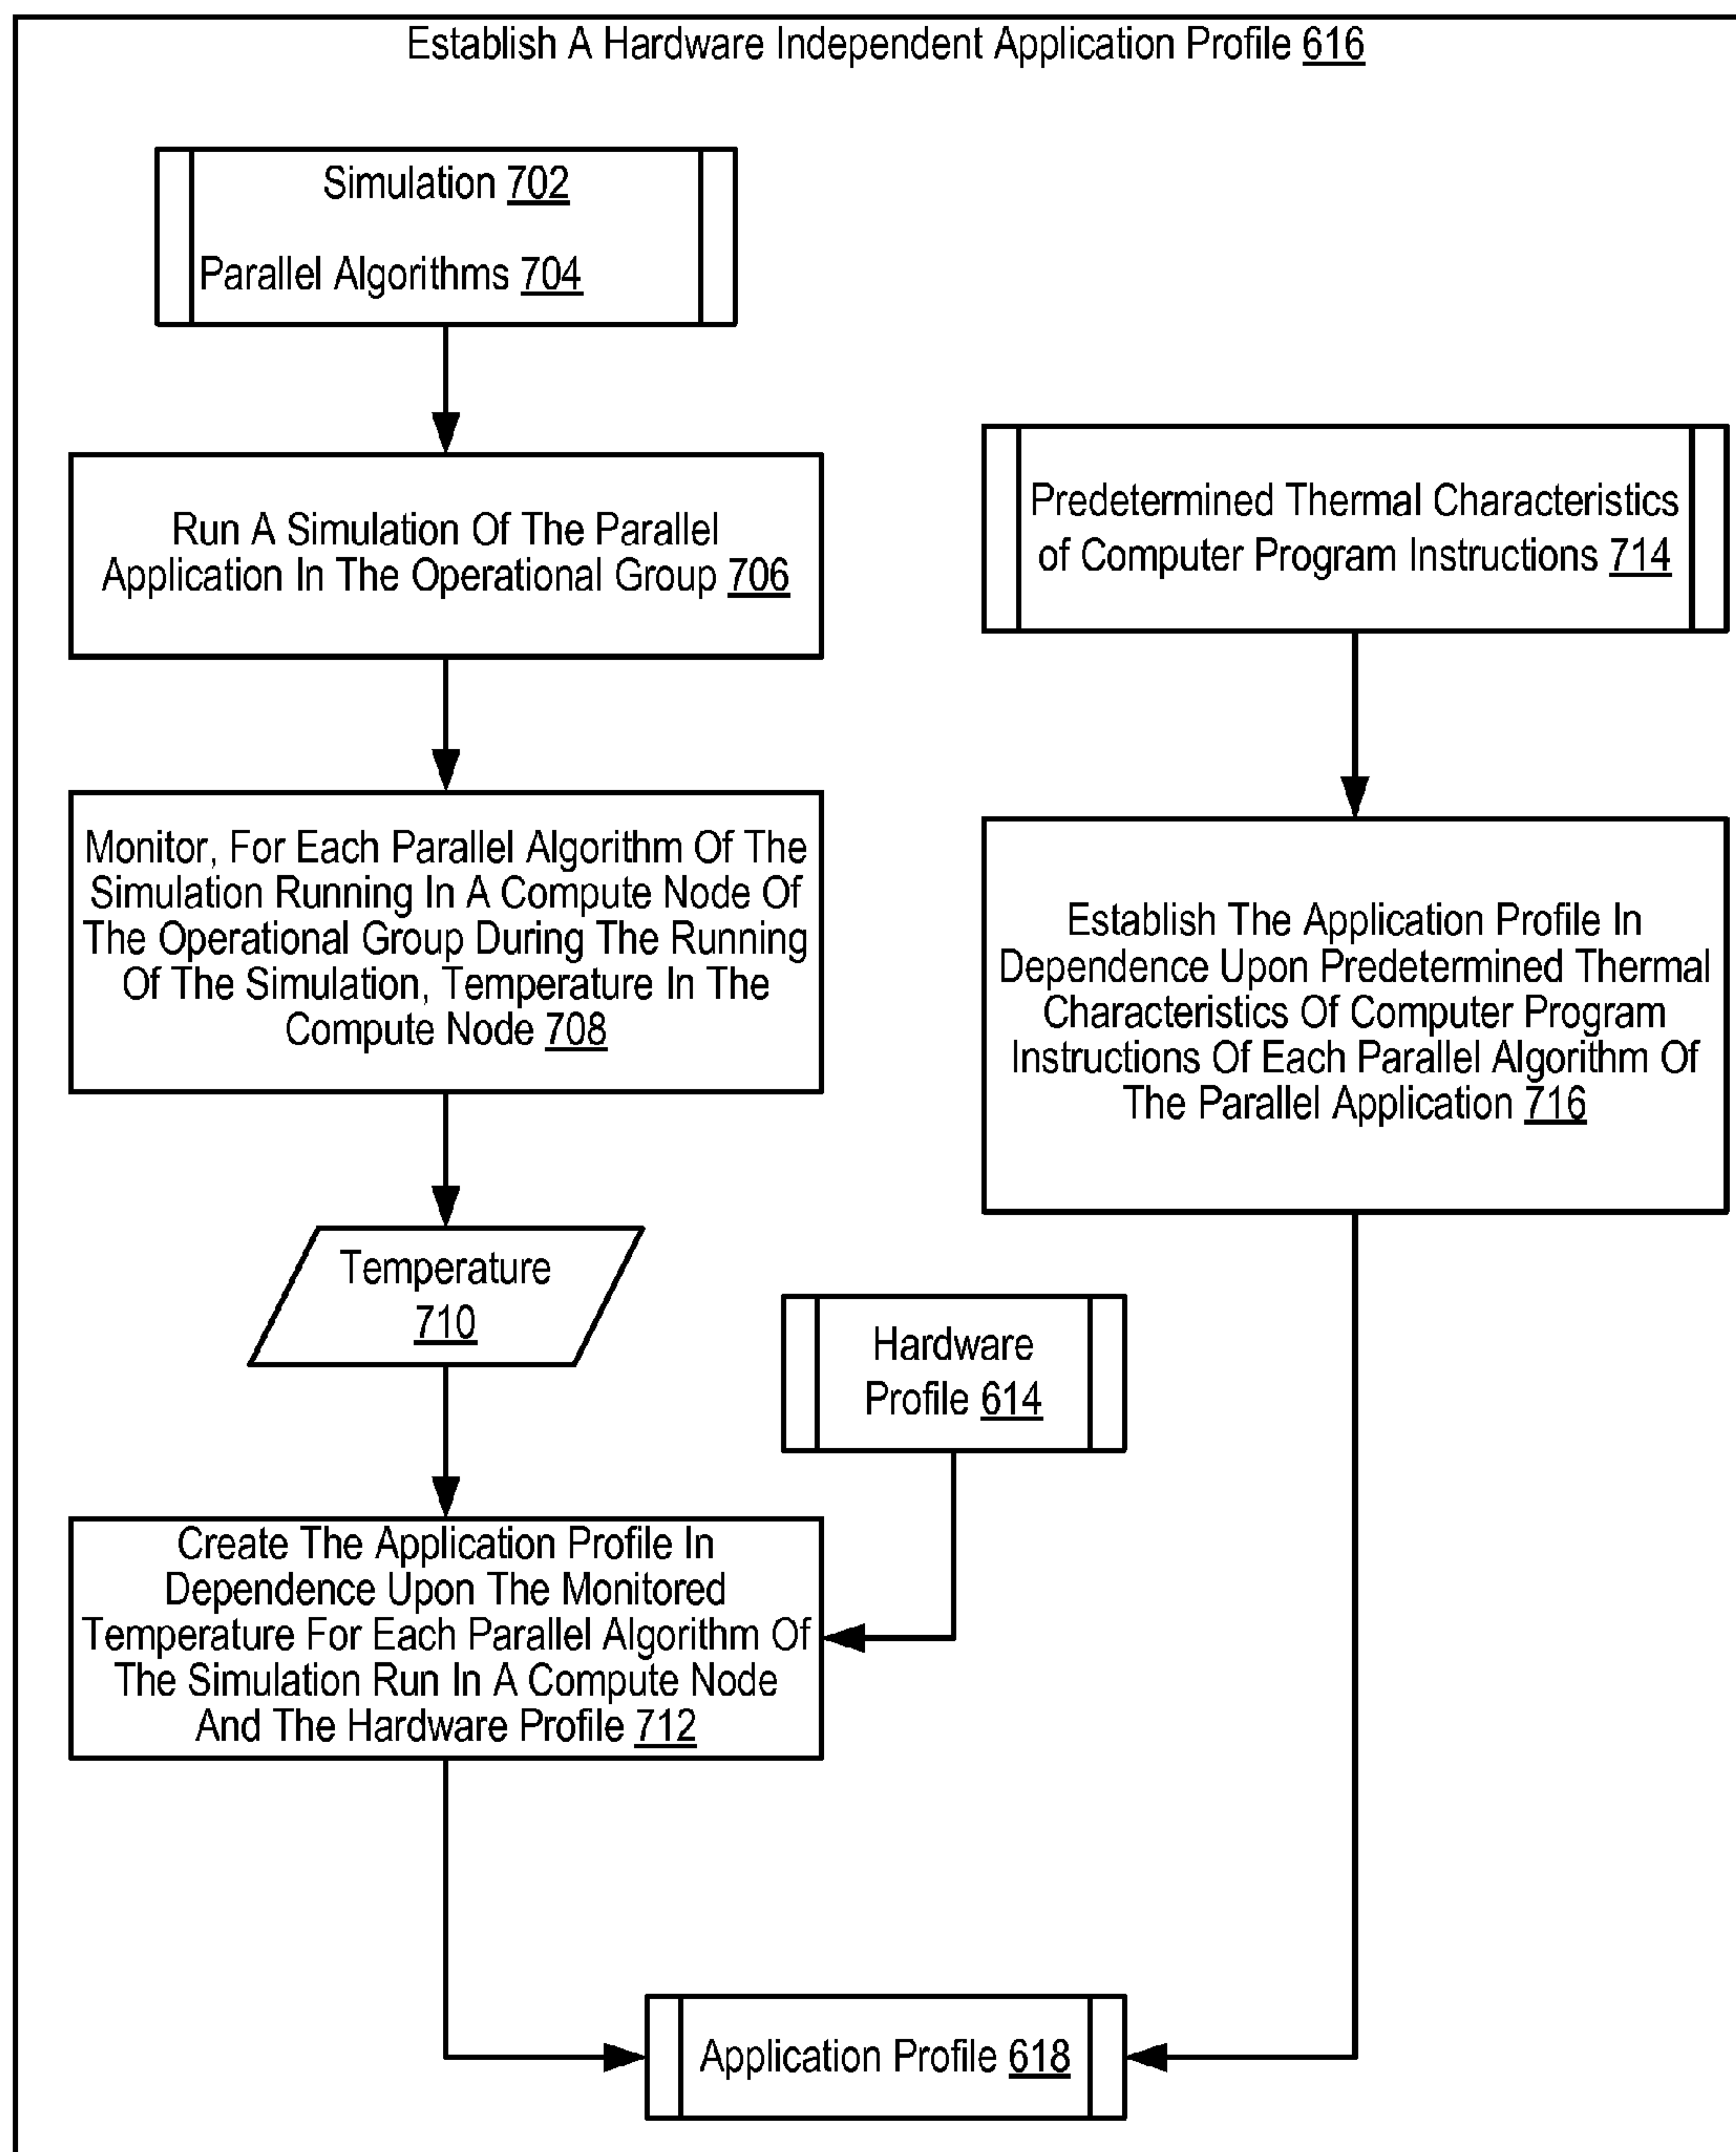 Establish A Hardware Independent Application Profile 616
Simulation 702
Parallel Algorithms 704
Run A Simulation Of The Parallel
Application In The Operational Group 706
Monitor, For Each Parallel Algorithm Of The
Simulation Running In A Compute Node Of
The Operational Group During The Running
Of The Simulation, Temperature In The
Compute Node 708
Temperature
710
Hardware
Profile 614
Create The Application Profile In
Dependence Upon The Monitored
Temperature For Each Parallel Algorithm Of
The Simulation Run In A Compute Node
And The Hardware Profile 712
Predetermined Thermal Characteristics
of Computer Program Instructions 714
Establish The Application Profile In
Dependence Upon Predetermined Thermal
Characteristics Of Computer Program
Instructions Of Each Parallel Algorithm Of
The Parallel Application 716
Application Profile 618